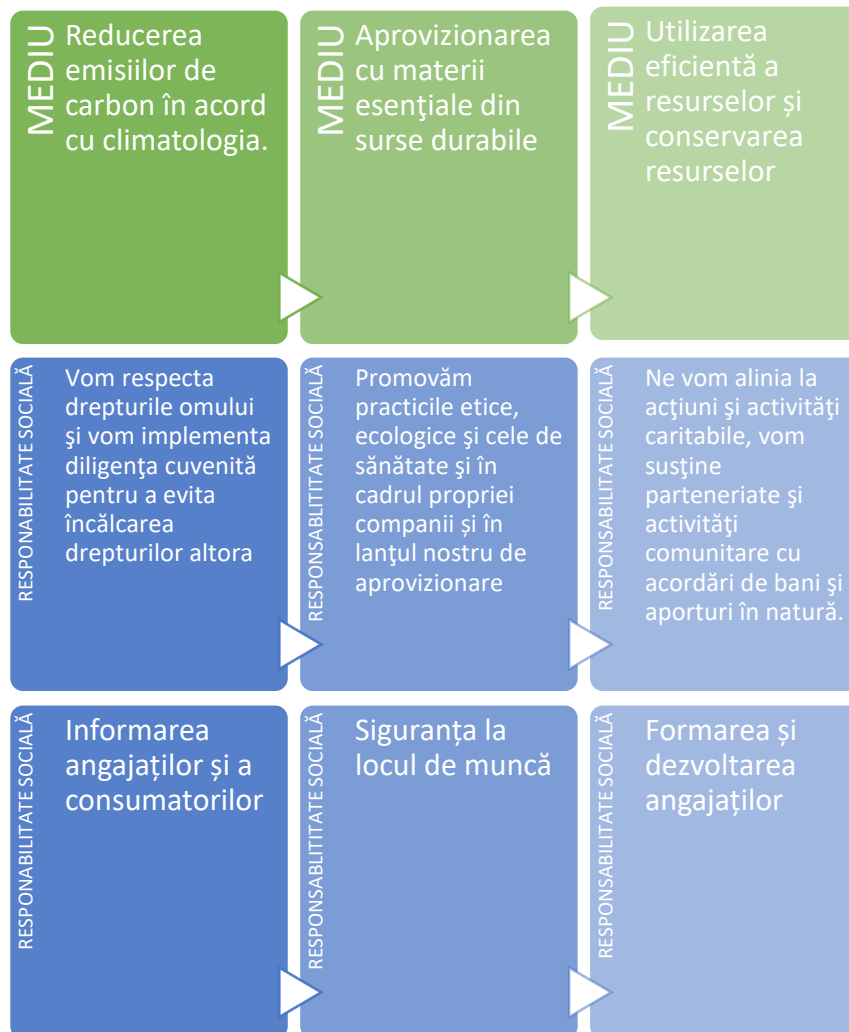 MEDIU
Reducerea
emisiilor de
carbon în acord
cu climatologia.
MEDIU
Aprovizionarea
cu materii
esenţiale din
surse durabile
MEDIU
Utilizarea
eficientă a
resurselor și
conservarea
resurselor
RESPONABILITATE SOCIALĂ
Vom respecta
drepturile omului
şi vom implementa
diligenţa cuvenită
pentru a evita
încălcarea
drepturilor altora
RESPONSABLITITATE SOCIALĂ
Promovăm
practicile etice,
ecologice şi cele de
sănătate şi în
cadrul propriei
companii și în
lanţul nostru de
aprovizionare
RESPONSABILITATE SOCIALĂ
Ne vom alinia la
acţiuni şi activităţi
caritabile, vom
susţine
parteneriate şi
activităţi
comunitare cu
acordări de bani şi
aporturi în natură.
RESPONSABILITATE SOCIALĂ
Informarea
angajaților și a
consumatorilor
RESPONSABLITITATE SOCIALĂ
Siguranța la
locul de muncă
RESPONSABILITATE SOCIALĂ
Formarea și
dezvoltarea
angajaților